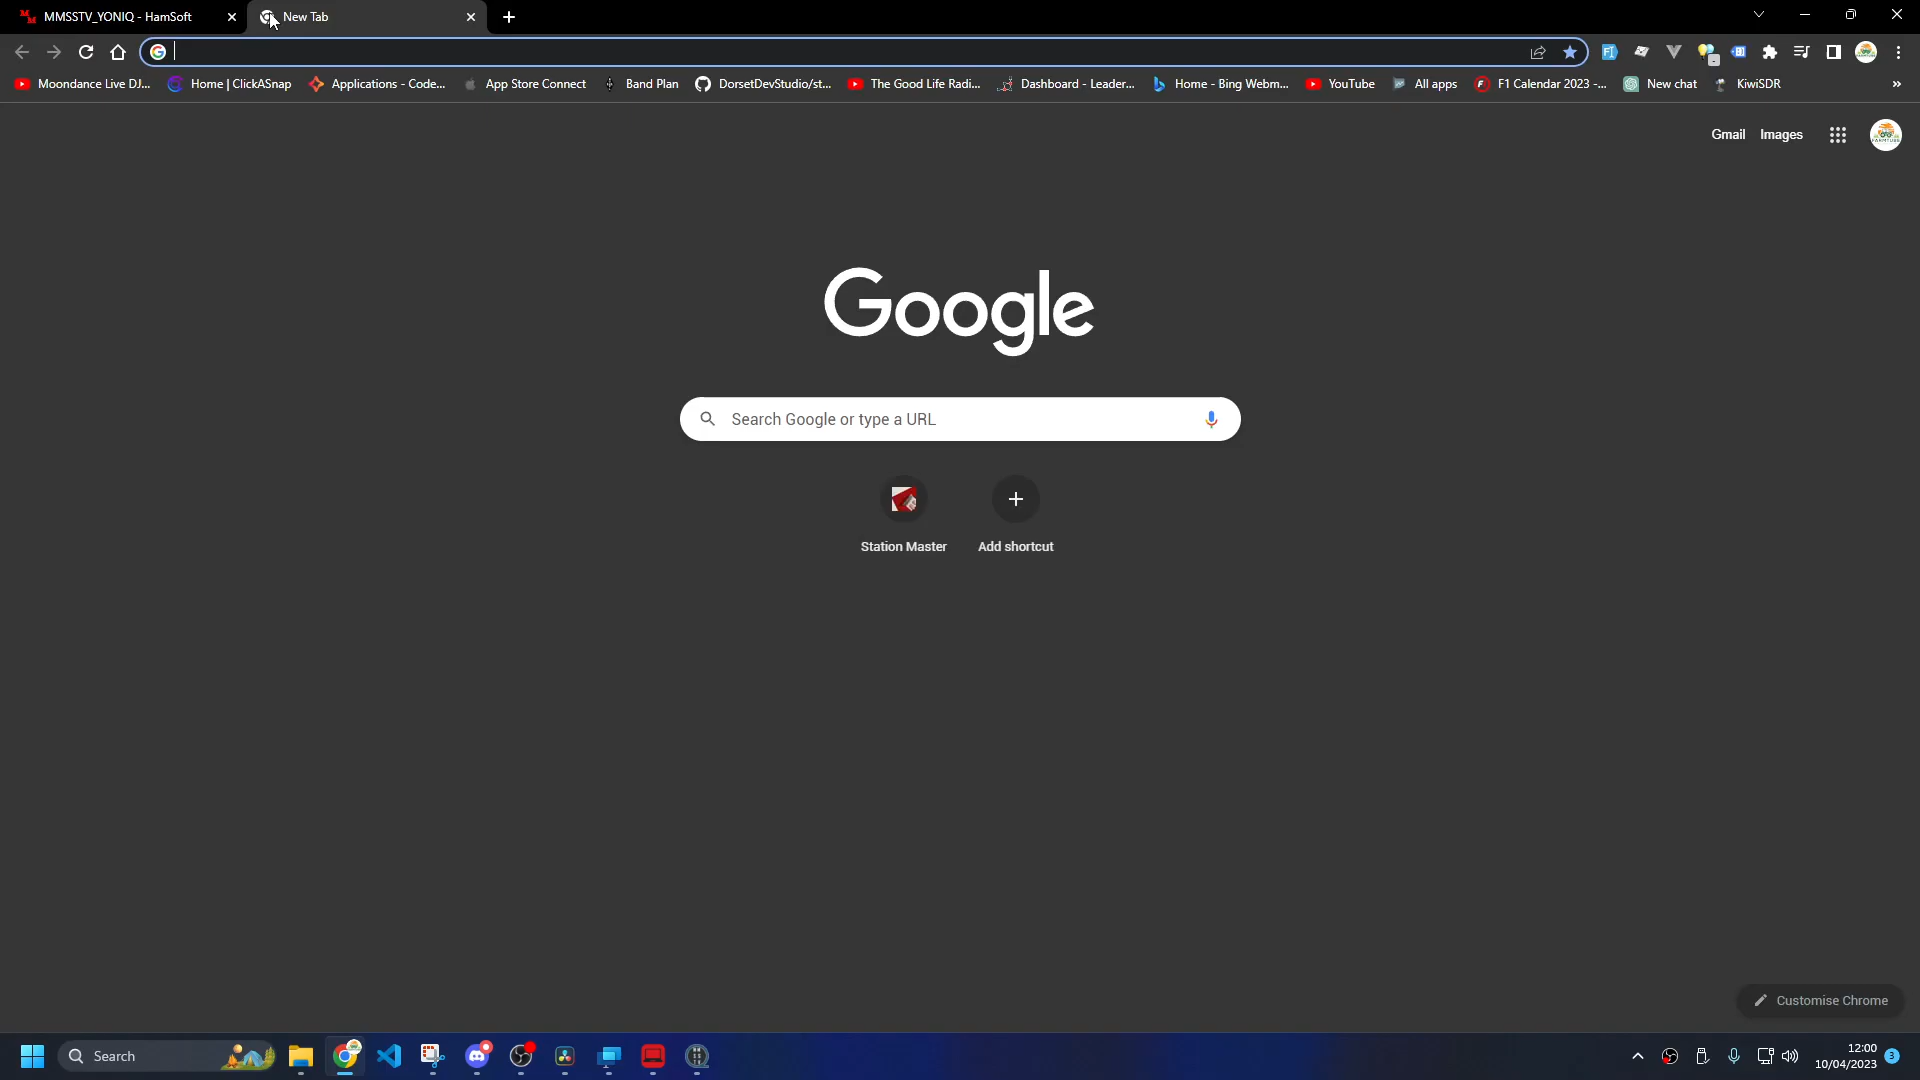 MMSSTV_YONIQ - HamSoft
New Tab
Moondance Live DJ...
Home | ClickASnap
Applications - Code...
App Store Connect
Band Plan
DorsetDevStudio/st...
The Good Life Radi...
Dashboard - Leader...
Home - Bing Webm...
YouTube
All apps
F1 Calendar 2023 -...
New chat
KiwiSDR
»
Gmail
Images
Google
Search Google or type a URL
Station Master
Add shortcut
Customise Chrome
Search
12:00
10/04/2023
3